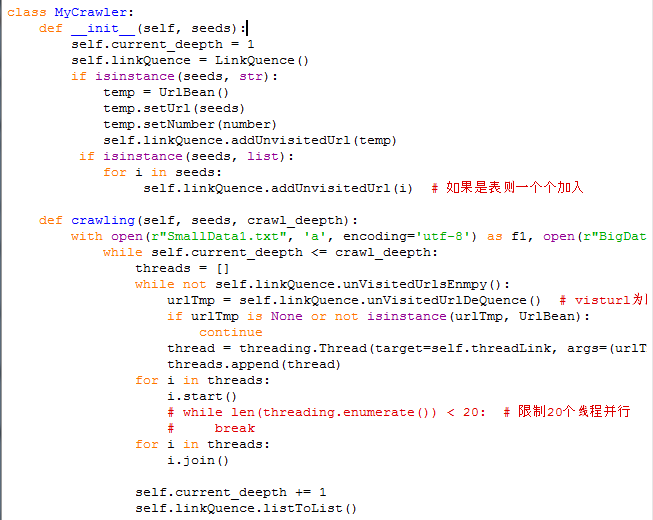 class MyCrawler:
    def __init__(self, seeds):
        self.current_deepth = 1
        self.linkQuence = LinkQuence()
        if isinstance(seeds, str):
            temp = UrlBean()
            temp.setUrl(seeds)
            temp.setNumber(number)
            self.linkQuence.addUnvisitedUrl(temp)
         if isinstance(seeds, list):
            for i in seeds:
                 self.linkQuence.addUnvisitedUrl(i)  # 如果是表则一个个加入
    def crawling(self, seeds, crawl_deepth):
        with open(r"SmallData1.txt", 'a', encoding='utf-8') as f1, open(r"BigDat
            while self.current_deepth <= crawl_deepth:
                threads = []
                while not self.linkQuence.unVisitedUrlsEnmpy():
                    urlTmp = self.linkQuence.unVisitedUrlDeQuence()  # visturl为
                    if urlTmp is None or not isinstance(urlTmp, UrlBean):
                        continue
                    thread = threading.Thread(target=self.threadLink, args=(urlT
                    threads.append(thread)
                for i in threads:
                    i.start()
                    # while len(threading.enumerate()) < 20:  # 限制20个线程并行
                    #     break
                for i in threads:
                    i.join()
                self.current_deepth += 1
                self.linkQuence.listToList()